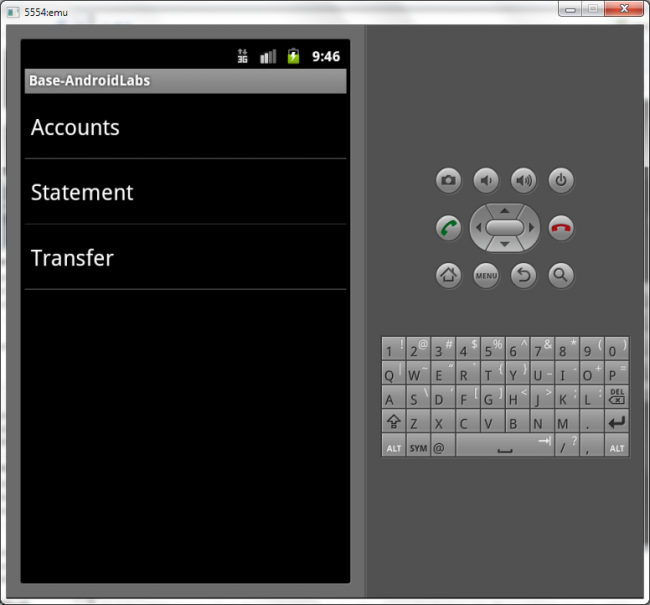 5554:emu
3G 9:46
Base-AndroidLabs
Accounts
Statement
Transfer
MENU
1 ! 2 @ 3 # 4 $ 5 % 6 ^ 7 & 8 * 9 ( 0 )
Q | W ~ E " R ` T { Y } U _ I - O + P =
A S \ D ' F [ G ] H < J > K ; L : DEL
Z X C V B N M .
ALT SYM @ / ? , ALT